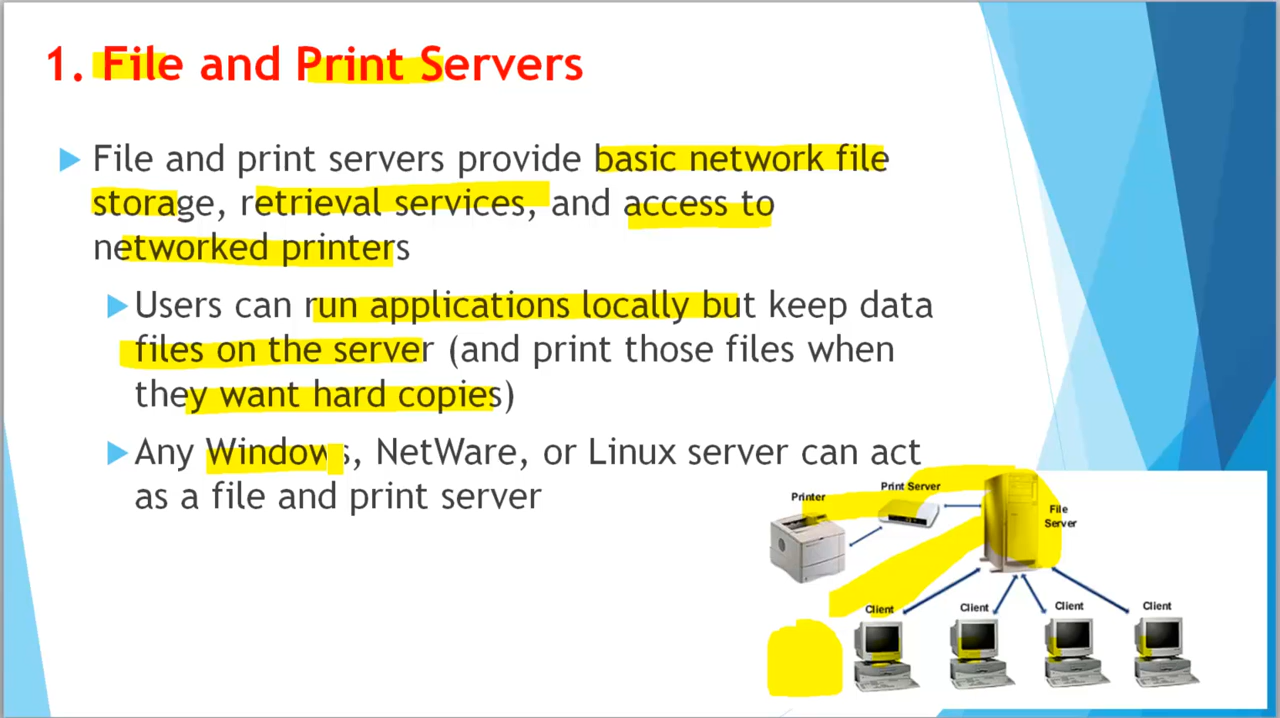 1. File and Print Servers
File and print servers provide basic network file
storage, retrieval services, and access to
networked printers
Users can run applications locally but keep data
files on the server (and print those files when
they want hard copies)
Any Windows, NetWare, or Linux server can act
as a file and print server
Printer
Print Server
File
Server
Client
Client
Client
Client